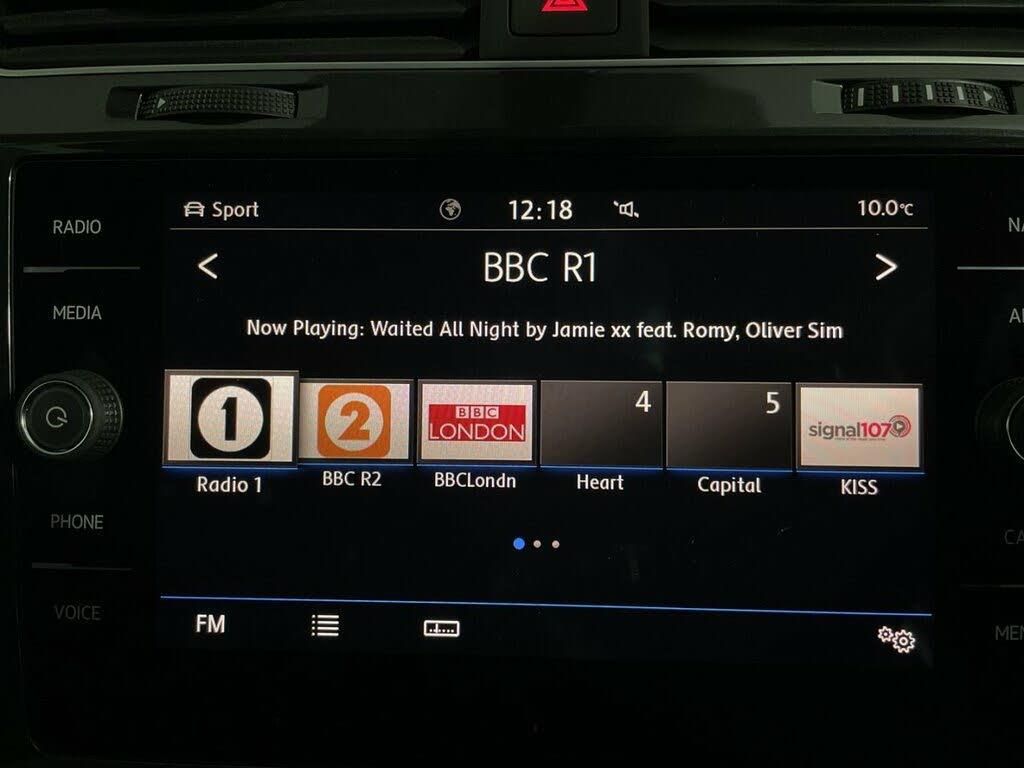 RADIO
MEDIA
PHONE
VOICE
Sport
12:18
10.0°C
BBC R1
Now Playing: Waited All Night by Jamie xx feat. Romy, Oliver Sim
1
2
BBC
LONDON
4
5
signal107
Radio 1
BBC R2
BBCLondn
Heart
Capital
KISS
FM